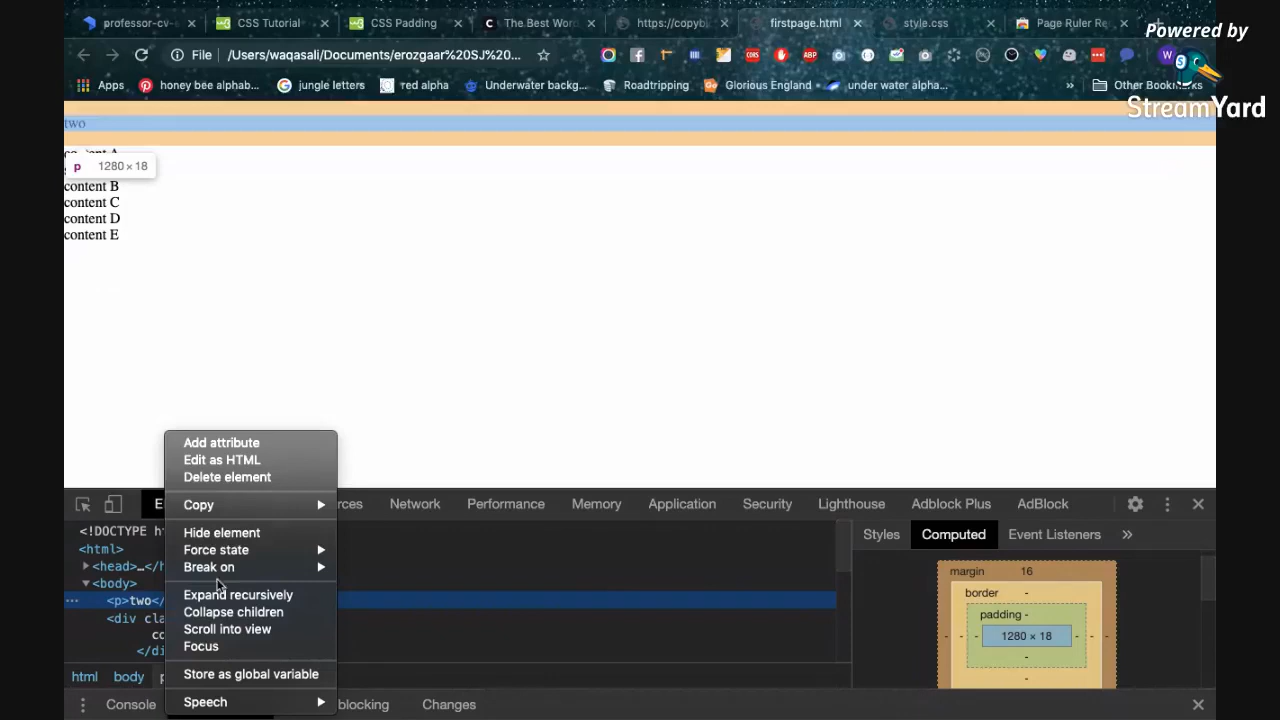 professor-cv- CSS Tutorial CSS Padding The Best Wor https://copyb firstpage.html style.css Page Ruler Re
Powered by
StreamYard
File /Users/waqasali/Documents/erozgaar%20SJ%20... ABP W
Apps honey bee alphab... jungle letters red alpha Underwater backg... Roadtripping Glorious England under water alpha... » Other Bookmarks
two
p 1280 × 18
content B
content C
content D
content E
Add attribute
Edit as HTML
Delete element
Copy
Hide element
Force state
Break on
Expand recursively
Collapse children
Scroll into view
Focus
Store as global variable
Speech
Network Performance Memory Application Security Lighthouse Adblock Plus AdBlock
<!DOCTYPE
<html>
<head>…</h
<body>
<p>two</
<div cla
co
</di
html body
Console blocking Changes
Styles Computed Event Listeners »
margin 16
border -
padding -
- - - 1280 × 18 - - -
-
-